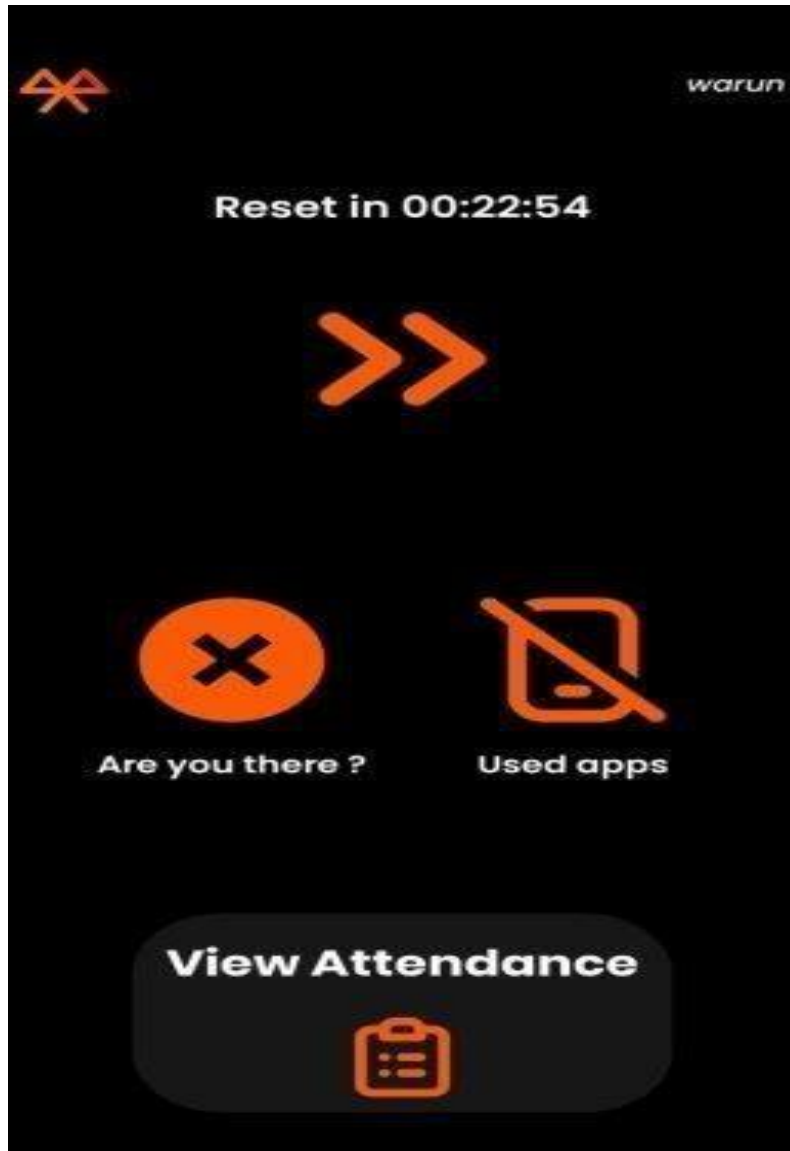 warun
Reset in 00:22:54
Are you there ?
Used apps
View Attendance